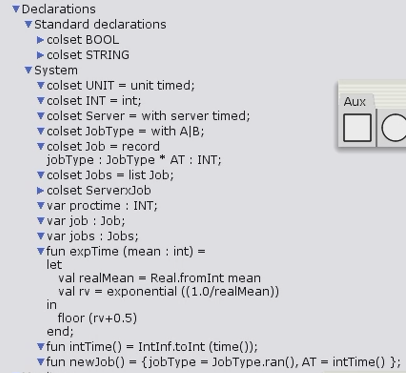 Declarations
Standard declarations
colset BOOL
colset STRING
System
colset UNIT = unit timed;
colset INT = int;
colset Server = with server timed;
colset JobType = with A|B;
colset Job = record
jobType : JobType * AT : INT;
colset Jobs = list Job;
colset ServerxJob
var proctime : INT;
var job : Job;
var jobs : Jobs;
fun expTime (mean : int) =
let
val realMean = Real.fromInt mean
val rv = exponential ((1.0/realMean))
in
floor (rv+0.5)
end;
fun intTime() = IntInf.toInt (time());
fun newJob() = {jobType = JobType.ran(), AT = intTime() };
Aux